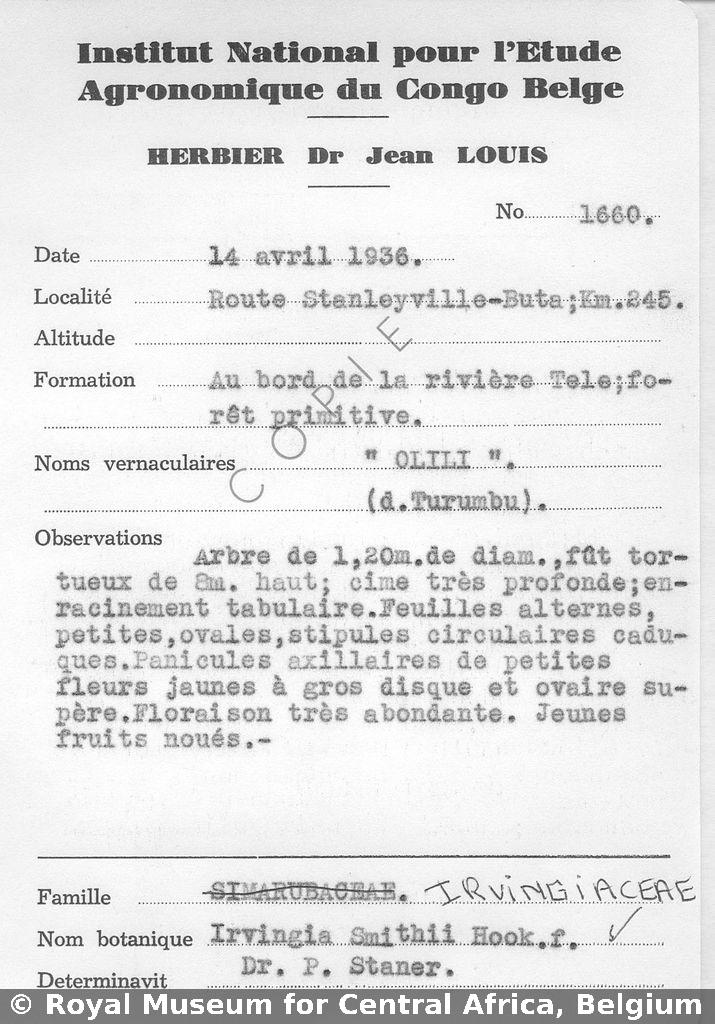 Institut National pour l'Etude
Agronomique du Congo Belge
HERBIER Dr Jean LOUIS
No 1660.
Date 14 avril 1936.
Localité Route Stanleyville-Buta;Km.245.
Altitude
Formation Au bord de la rivière Tele;fo-
rêt primitive.
COPIE
Noms vernaculaires " OLILI ".
(d.Turumbu).
Observations
Arbre de 1,20m.de diam.,fût tor-
tueux de 8m. haut; cime très profonde;en-
racinement tabulaire.Feuilles alternes,
petites,ovales,stipules circulaires cadu-
ques.Panicules axillaires de petites
fleurs jaunes à gros disque et ovaire su-
père.Floraison très abondante. Jeunes
fruits noués.-
Famille SIMARUBACEAE. IRVINGIACEAE
Nom botanique Irvingia Smithii Hook.f. ✓
Determinavit Dr. P. Staner.
© Royal Museum for Central Africa, Belgium